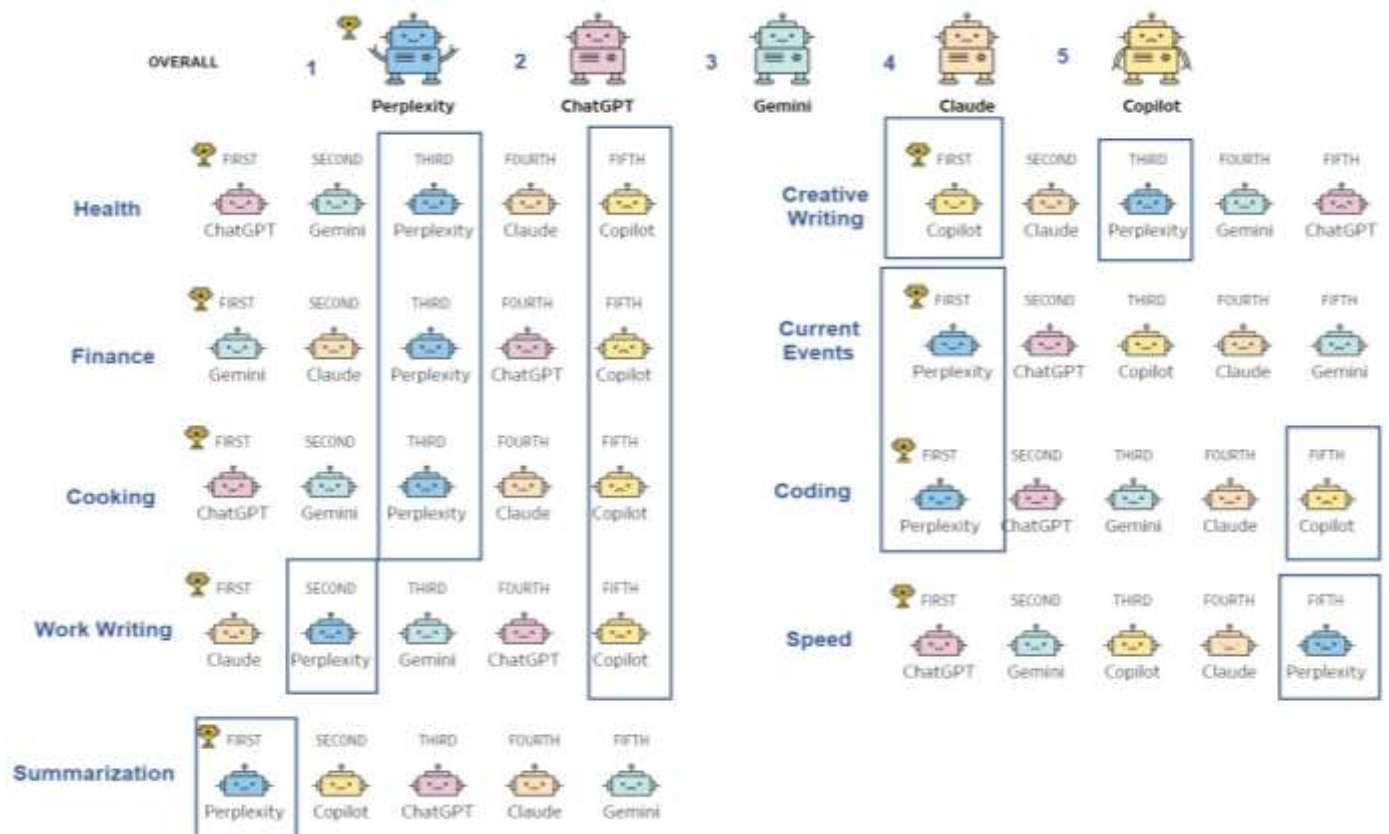 OVERALL 1 2 3 4 5
Perplexity ChatGPT Gemini Claude Copilot
Health
FIRST SECOND THIRD FOURTH FIFTH
ChatGPT Gemini Perplexity Claude Copilot
Finance
FIRST SECOND THIRD FOURTH FIFTH
Gemini Claude Perplexity ChatGPT Copilot
Cooking
FIRST SECOND THIRD FOURTH FIFTH
ChatGPT Gemini Perplexity Claude Copilot
Work Writing
FIRST SECOND THIRD FOURTH FIFTH
Claude Perplexity Gemini ChatGPT Copilot
Summarization
FIRST SECOND THIRD FOURTH FIFTH
Perplexity Copilot ChatGPT Claude Gemini
Creative
Writing
FIRST SECOND THIRD FOURTH FIFTH
Copilot Claude Perplexity Gemini ChatGPT
Current
Events
FIRST SECOND THIRD FOURTH FIFTH
Perplexity ChatGPT Copilot Claude Gemini
Coding
FIRST SECOND THIRD FOURTH FIFTH
Perplexity ChatGPT Gemini Claude Copilot
Speed
FIRST SECOND THIRD FOURTH FIFTH
ChatGPT Gemini Copilot Claude Perplexity